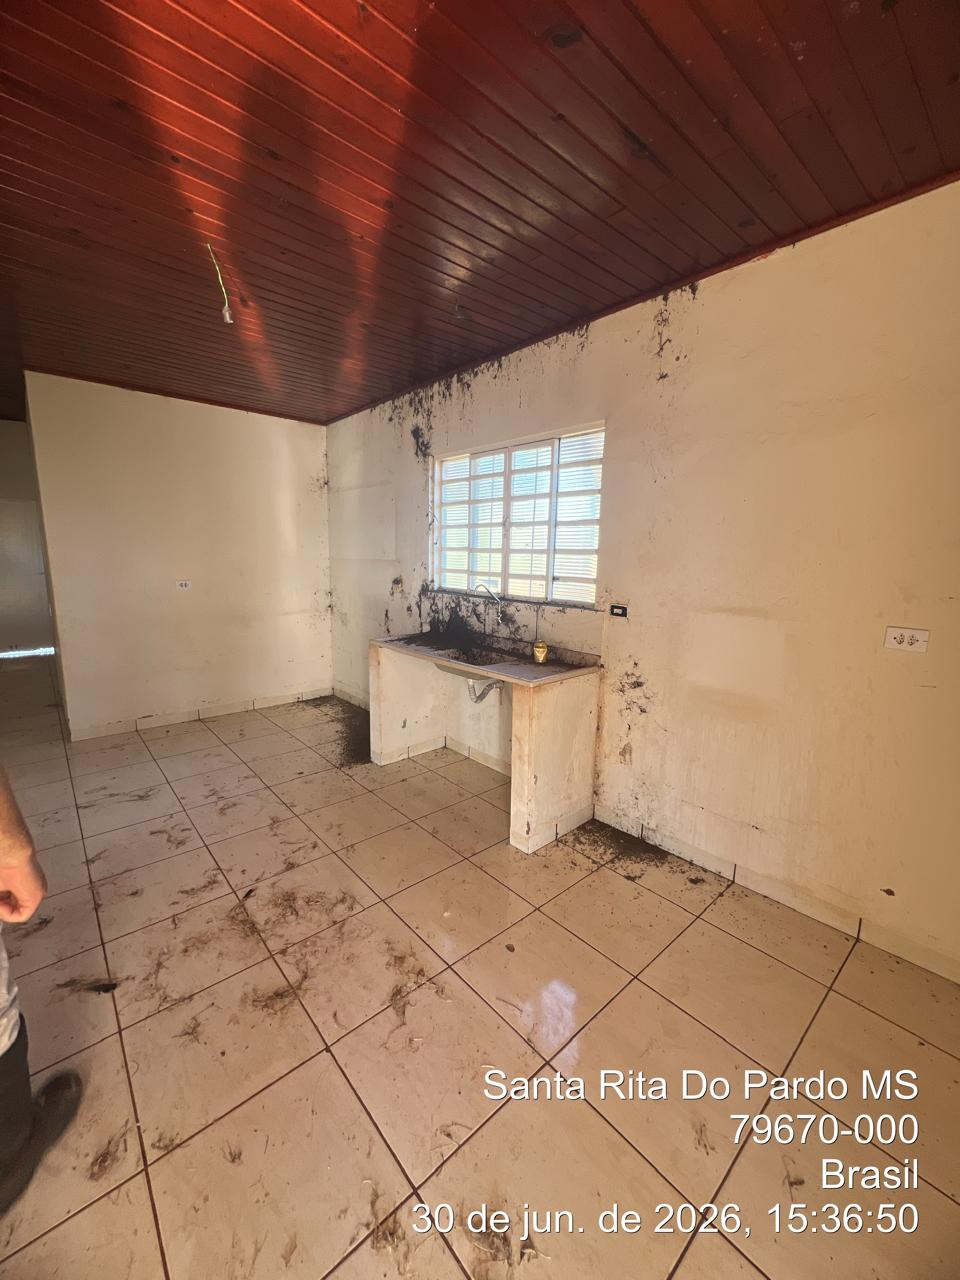 Santa Rita Do Pardo MS
79670-000
Brasil
30 de jun. de 2026, 15:36:50